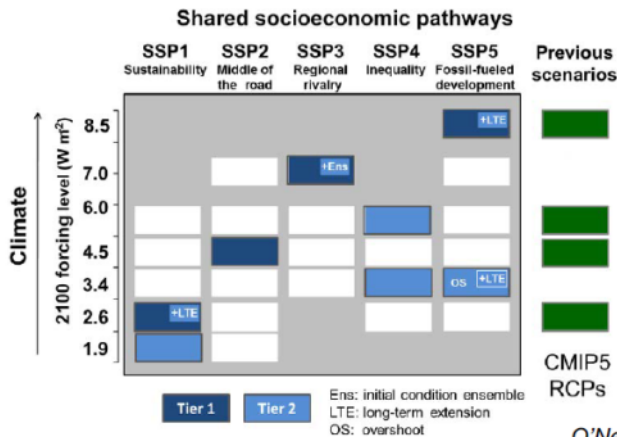 Shared socioeconomic pathways
SSP1 SSP2 SSP3 SSP4 SSP5 Previous
Sustainability Middle of Regional Inequality Fossil-fueled scenarios
the road rivalry development
8.5 +LTE
7.0 +Ens
6.0
4.5
3.4 OS +LTE
2.6 +LTE
1.9
Climate
2100 forcing level (W m²)
CMIP5
RCPs
Tier 1 Tier 2
Ens: initial condition ensemble
LTE: long-term extension
OS: overshoot